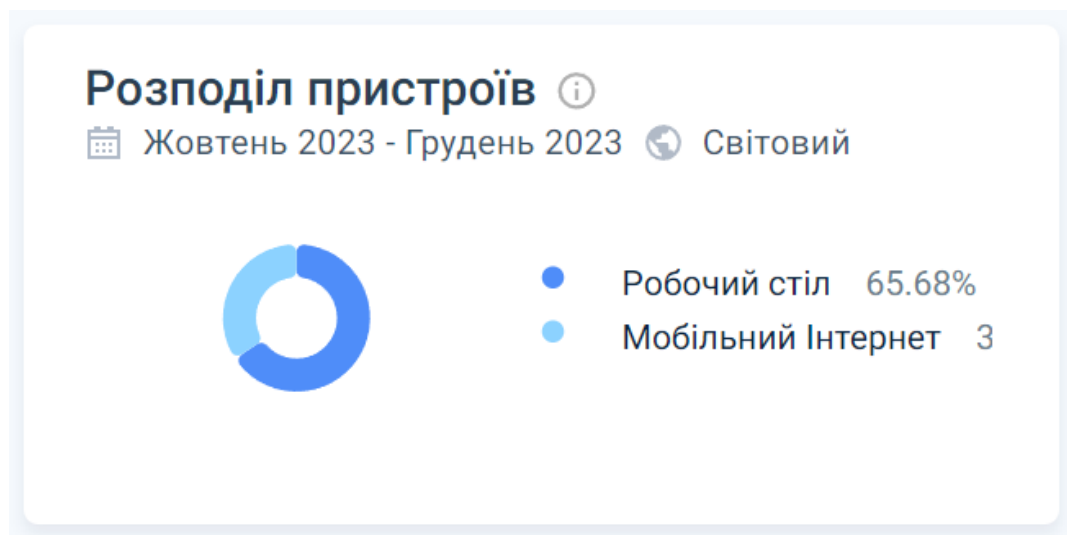 Розподіл пристроїв
Жовтень 2023 - Грудень 2023 Світовий
Робочий стіл 65.68%
Мобільний Інтернет 3